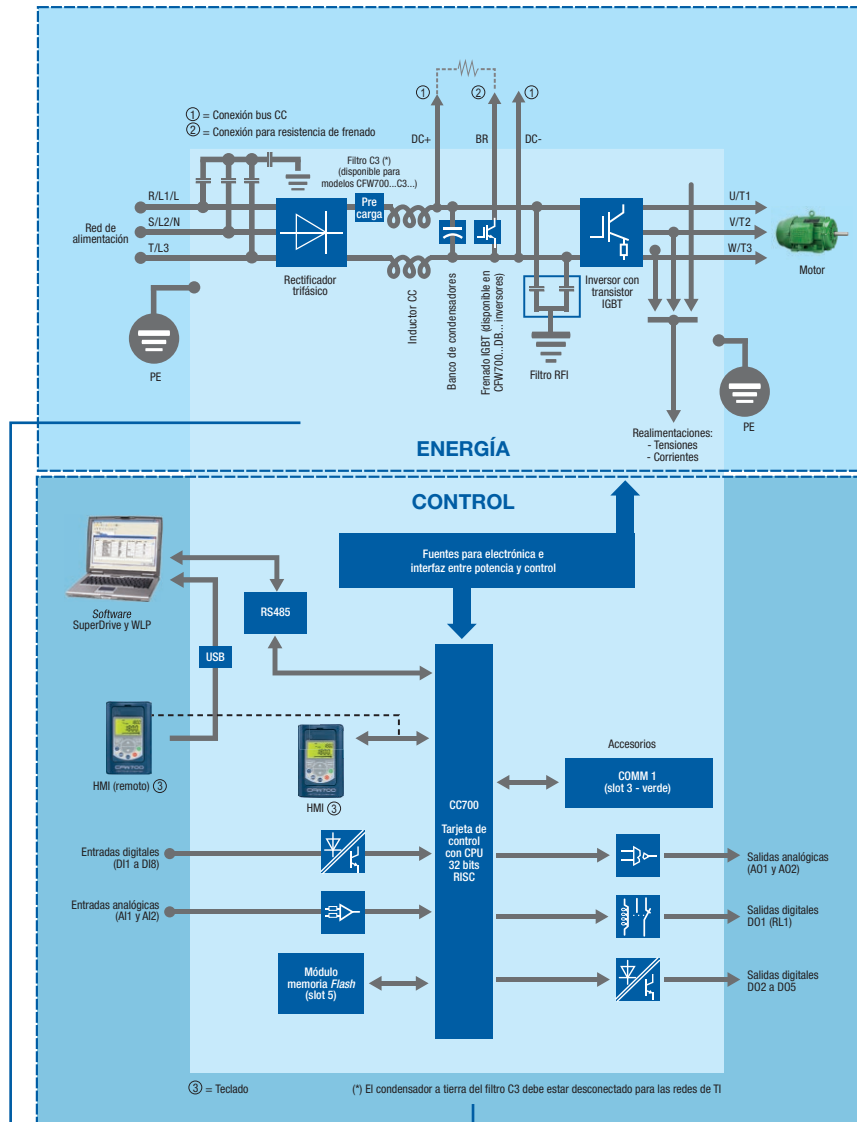 ① = Conexión bus CC
② = Conexión para resistencia de frenado
①
②
①
DC+
BR
DC-
Filtro C3 (*)
(disponible para
modelos CFW700...C3...)
R/L1/L
S/L2/N
T/L3
Red de
alimentación
Pre
carga
U/T1
V/T2
W/T3
Motor
Rectificador
trifásico
Inductor CC
Banco de condensadores
Frenado IGBT (disponible en
CFW700...DB... inversores)
Inversor con
transistor
IGBT
Filtro RFI
PE
PE
Realimentaciones:
- Tensiones
- Corrientes
ENERGÍA
CONTROL
Fuentes para electrónica e
interfaz entre potencia y control
Software
SuperDrive y WLP
RS485
USB
HMI (remoto) ③
HMI ③
Accesorios
COMM 1
(slot 3 - verde)
CC700
Tarjeta de
control
con CPU
32 bits
RISC
Entradas digitales
(DI1 a DI8)
Entradas analógicas
(AI1 y AI2)
Módulo
memoria Flash
(slot 5)
Salidas analógicas
(AO1 y AO2)
Salidas digitales
DO1 (RL1)
Salidas digitales
DO2 a DO5
③ = Teclado
(*) El condensador a tierra del filtro C3 debe estar desconectado para las redes de TI